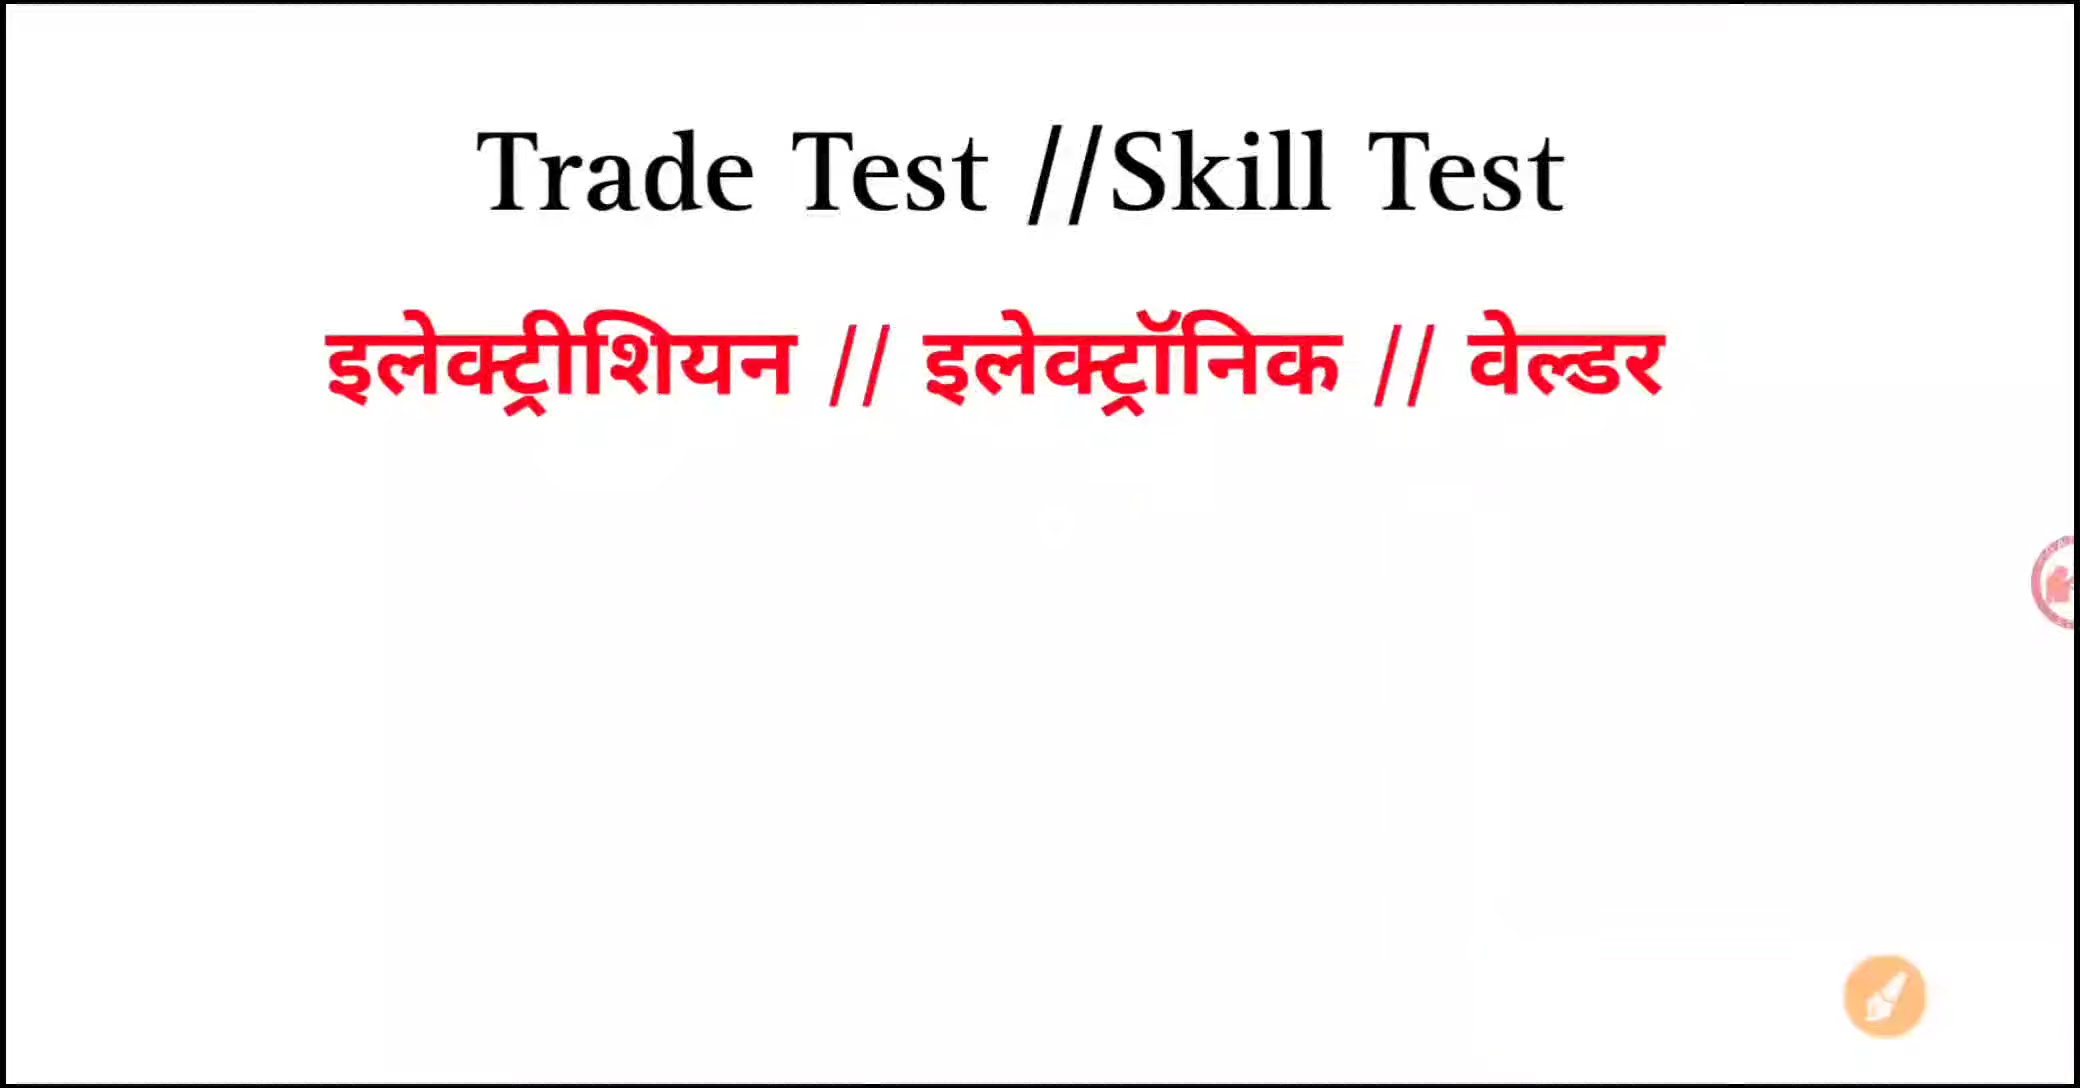 Trade Test //Skill Test
इलेक्ट्रीशियन // इलेक्ट्रॉनिक // वेल्डर